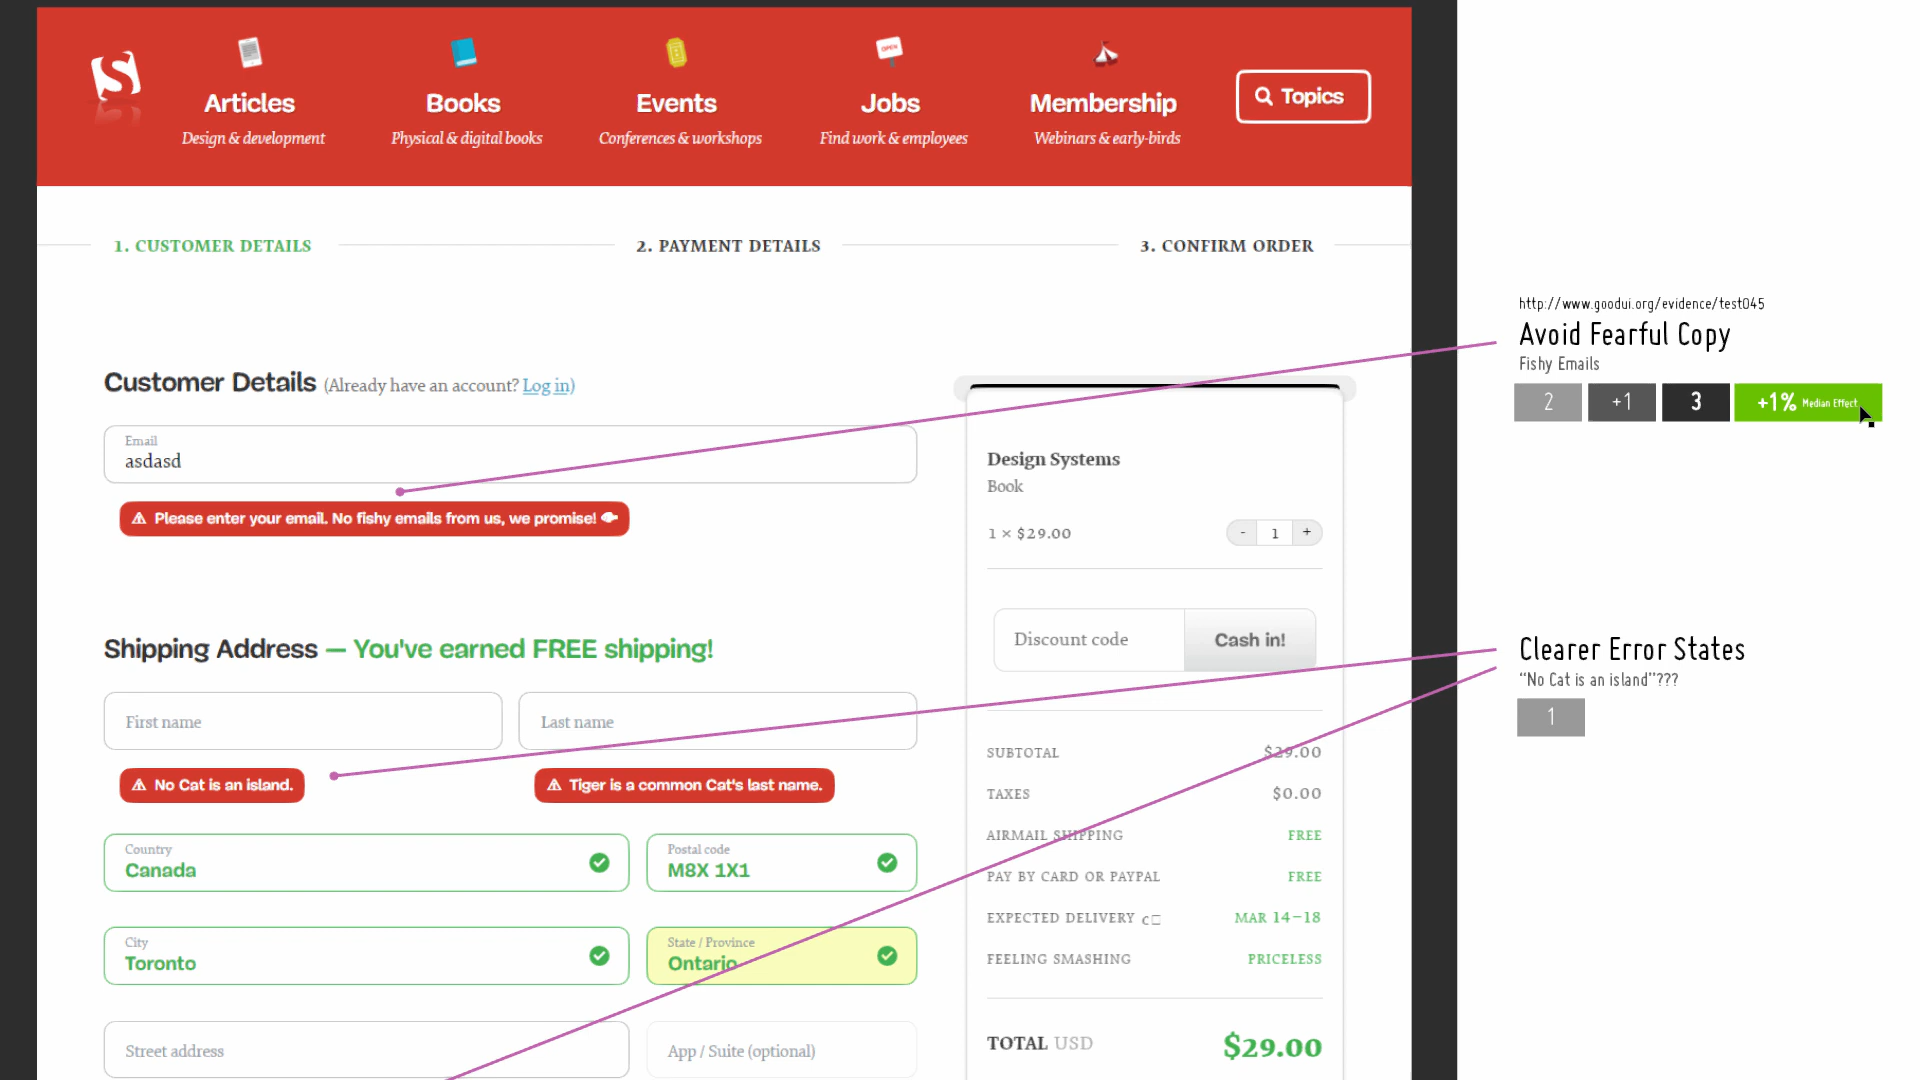 Articles
Design & development
Books
Physical & digital books
Events
Conferences & workshops
OPEN
Jobs
Find work & employees
Membership
Webinars & early-birds
Topics
1. CUSTOMER DETAILS
2. PAYMENT DETAILS
3. CONFIRM ORDER
Customer Details (Already have an account? Log in)
Email
asdasd
Please enter your email. No fishy emails from us, we promise!
Shipping Address — You've earned FREE shipping!
First name
Last name
No Cat is an island.
Tiger is a common Cat's last name.
Country
Canada
Postal code
M8X 1X1
City
Toronto
State / Province
Ontario
Street address
App / Suite (optional)
Design Systems
Book
1 × $29.00
- 1 +
Discount code
Cash in!
SUBTOTAL $29.00
TAXES $0.00
AIRMAIL SHIPPING FREE
PAY BY CARD OR PAYPAL FREE
EXPECTED DELIVERY MAR 14–18
FEELING SMASHING PRICELESS
TOTAL USD $29.00
http://www.goodui.org/evidence/test045
Avoid Fearful Copy
Fishy Emails
2 +1 3 +1% Median Effect
Clearer Error States
“No Cat is an island”???
1